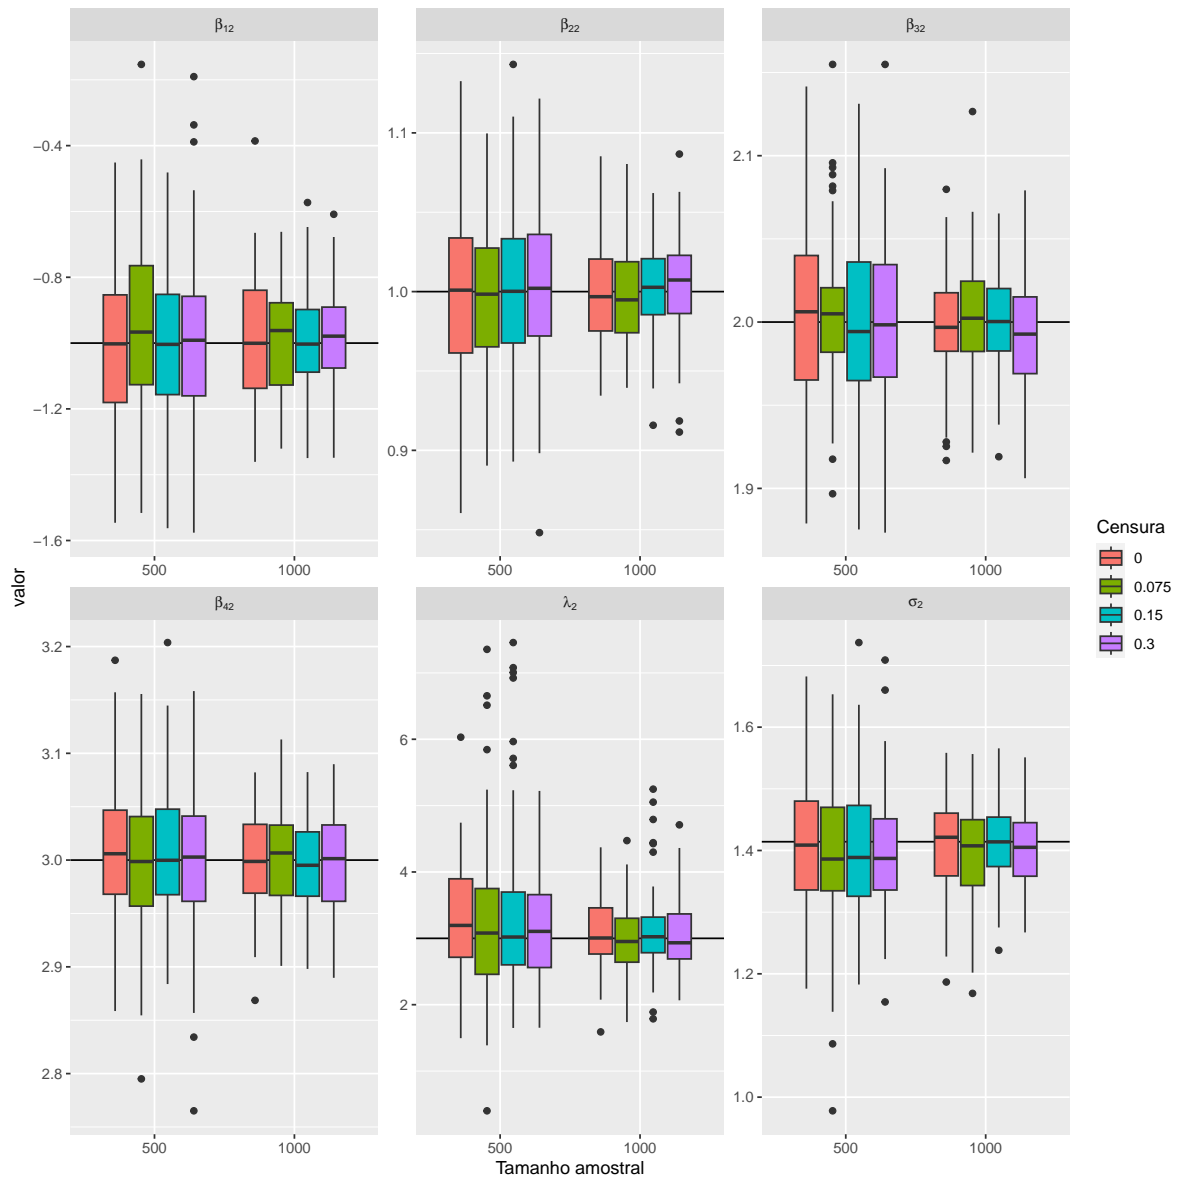 β₁₂ β₂₂ β₃₂
−0.4 −0.8 −1.2 −1.6
1.1 1.0 0.9
2.1 2.0 1.9
500 1000 500 1000 500 1000
valor
β₄₂ λ₂ σ₂
3.2 3.1 3.0 2.9 2.8
6 4 2
1.6 1.4 1.2 1.0
500 1000 500 1000 500 1000
Tamanho amostral
Censura
0
0.075
0.15
0.3